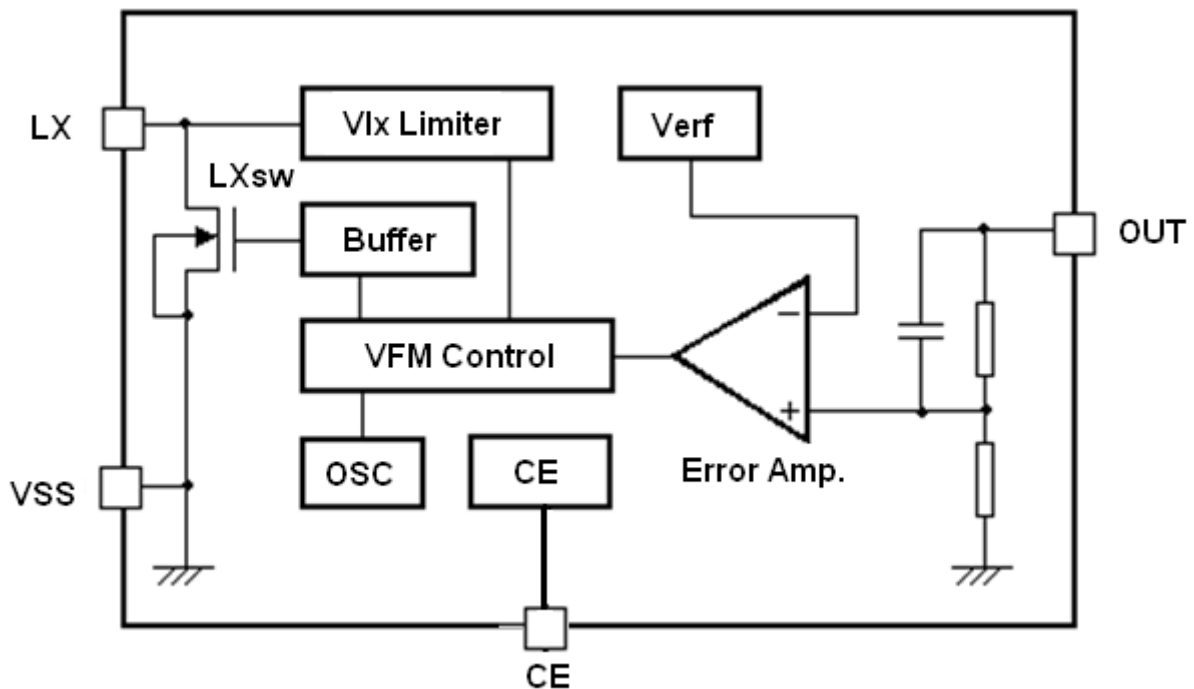 LX
Vlx Limiter
Verf
LXsw
Buffer
OUT
VFM Control
OSC
CE
Error Amp.
VSS
CE